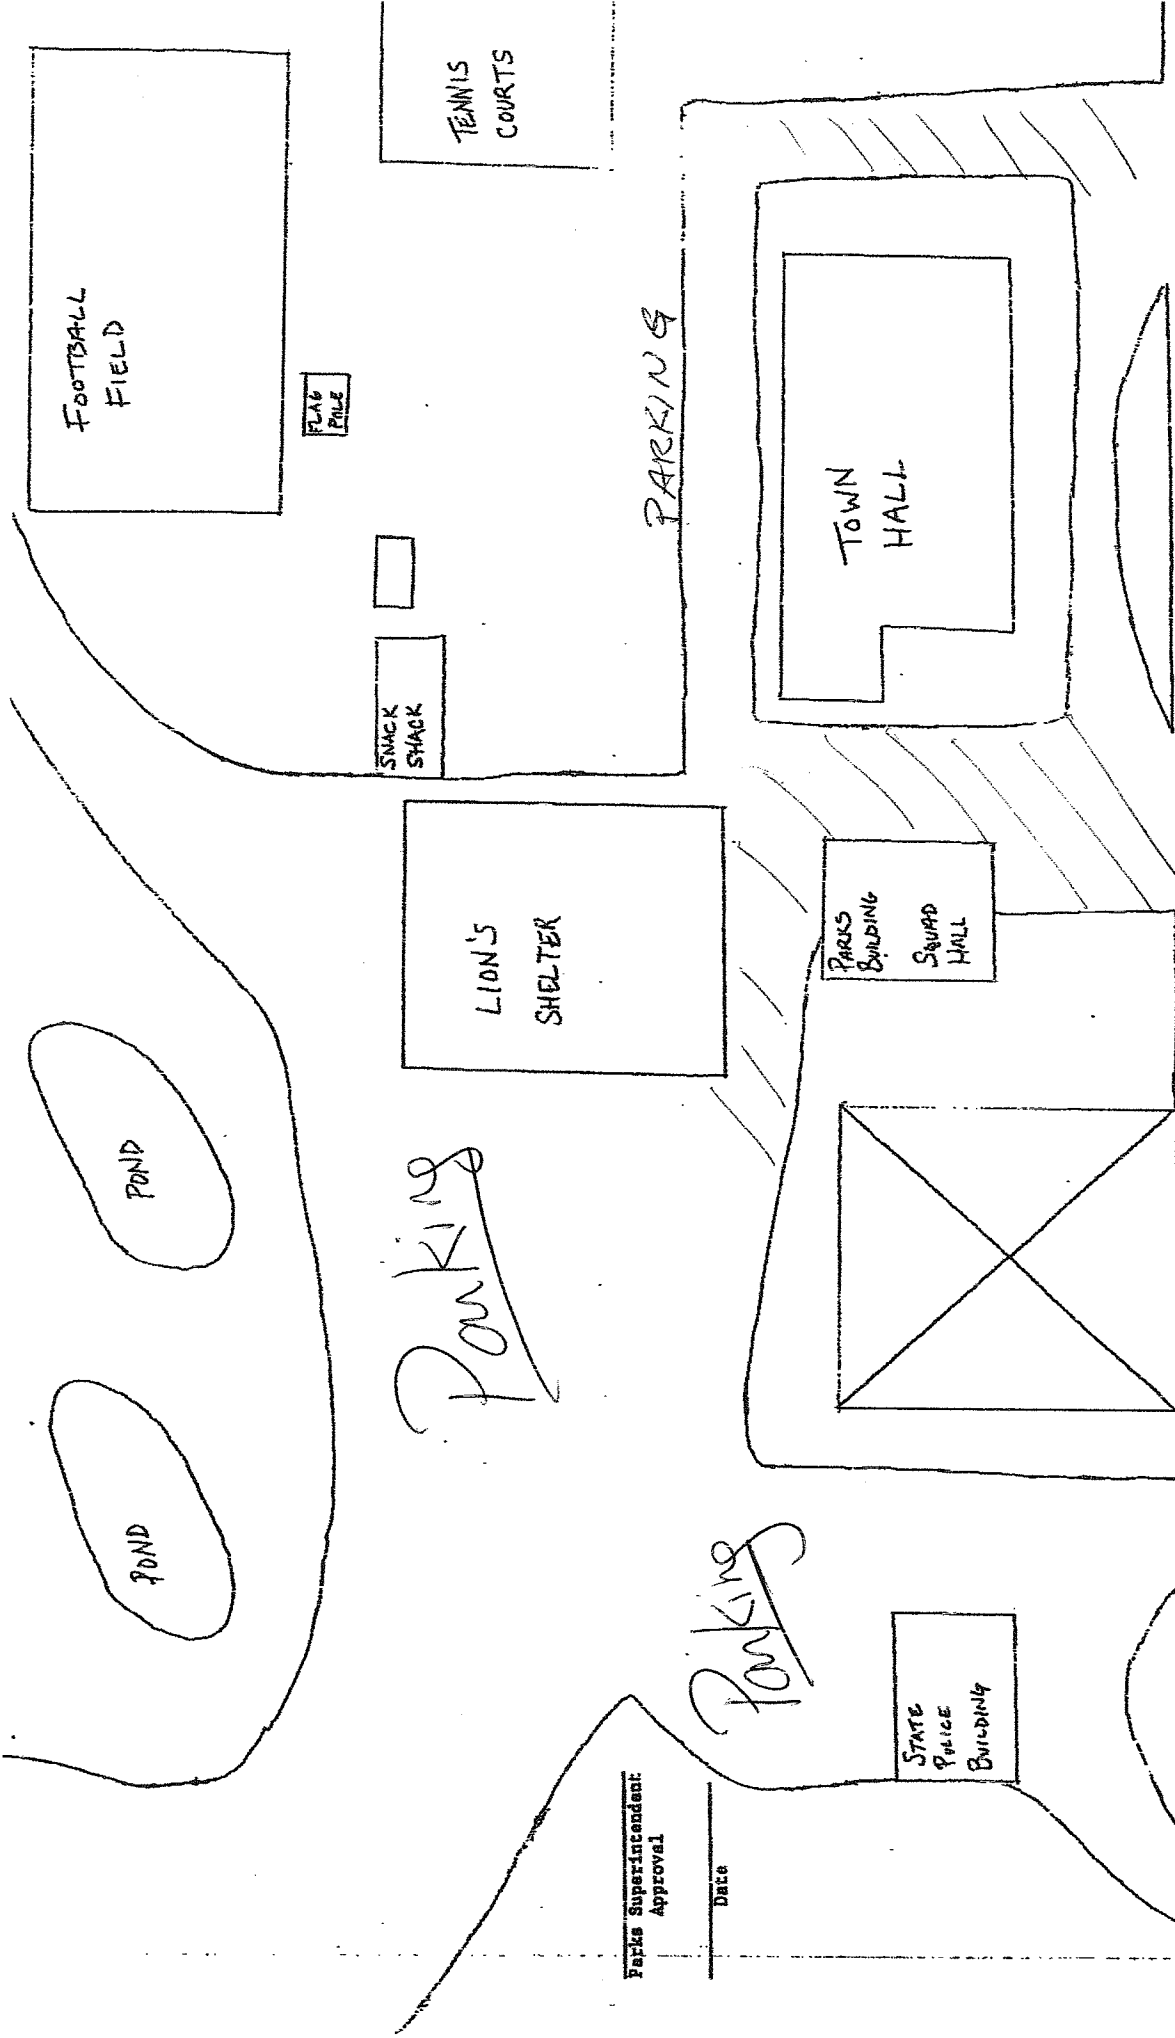 FOOTBALL
FIELD
TENNIS
COURTS
FLAG
POLE
SNACK
SHACK
PARKING
TOWN
HALL
LION'S
SHELTER
PARKS
BUILDING
SQUAD
HALL
POND
POND
Parking
Parking
STATE
POLICE
BUILDING
Parks Superintendent
Approval
Date